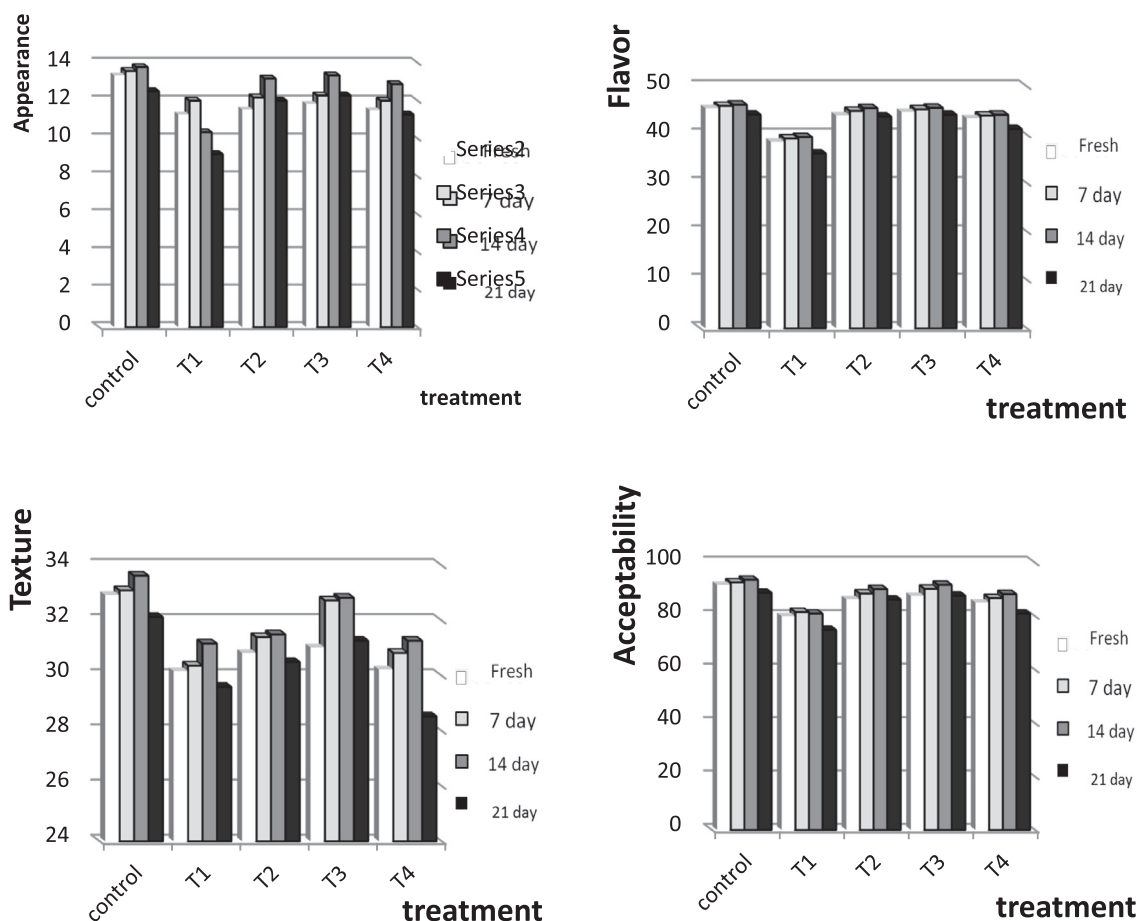 Appearance
14
12
10
8
6
4
2
0
control
T1
T2
T3
T4
treatment
Series2
Fresh
Series3
7 day
Series4
14 day
Series5
21 day
Flavor
50
40
30
20
10
0
control
T1
T2
T3
T4
treatment
Fresh
7 day
14 day
21 day
Texture
34
32
30
28
26
24
control
T1
T2
T3
T4
treatment
Fresh
7 day
14 day
21 day
Acceptability
100
80
60
40
20
0
control
T1
T2
T3
T4
treatment
Fresh
7 day
14 day
21 day